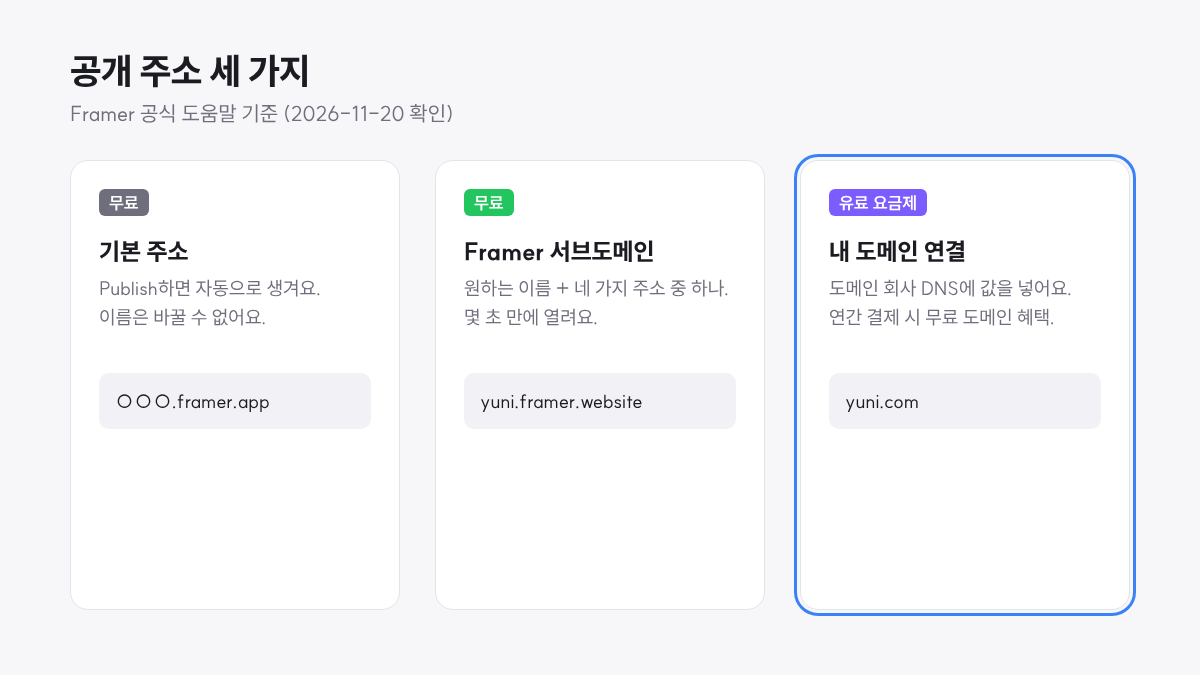 공개 주소 세 가지
Framer 공식 도움말 기준 (2026-11-20 확인)
무료
기본 주소
Publish하면 자동으로 생겨요.
이름은 바꿀 수 없어요.
〇〇〇.framer.app
무료
Framer 서브도메인
원하는 이름 + 네 가지 주소 중 하나.
몇 초 만에 열려요.
yuni.framer.website
유료 요금제
내 도메인 연결
도메인 회사 DNS에 값을 넣어요.
연간 결제 시 무료 도메인 혜택.
yuni.com